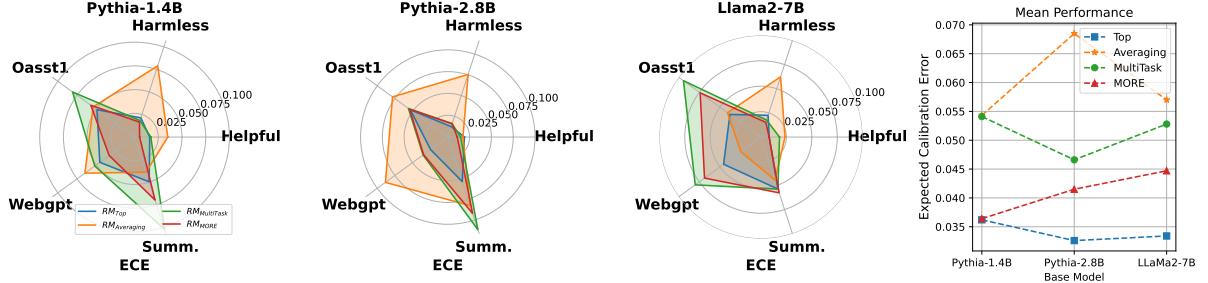 Pythia-1.4B
Harmless
Oasst1
Helpful
Webgpt
Summ.
0.025
0.050
0.075
0.100
RM_Top
RM_Averaging
RM_MultiTask
RM_MORE
ECE
Pythia-2.8B
Harmless
Oasst1
Helpful
Webgpt
Summ.
0.025
0.050
0.075
0.100
ECE
Llama2-7B
Harmless
Oasst1
Helpful
Webgpt
Summ.
0.025
0.050
0.075
0.100
ECE
Mean Performance
Expected Calibration Error
0.070
0.065
0.060
0.055
0.050
0.045
0.040
0.035
Top
Averaging
MultiTask
MORE
Pythia-1.4B
Pythia-2.8B
LLaMa2-7B
Base Model